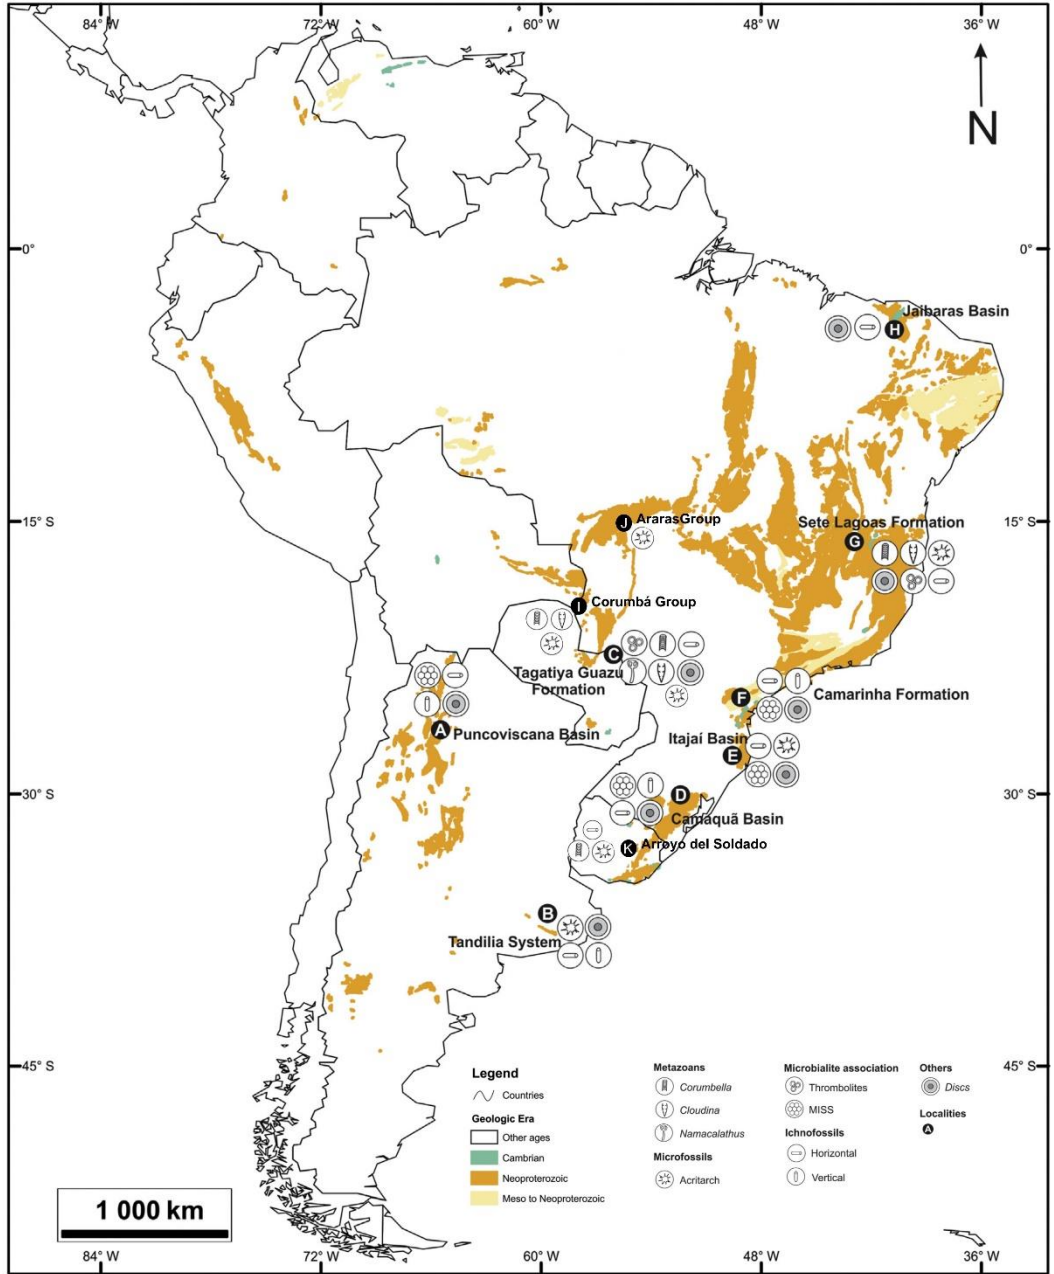 84° W 72° W 60° W 48° W 36° W
N
0° 0°
Jaibaras Basin
H
15° S 15° S
J ArarasGroup
Sete Lagoas Formation
G
I Corumbá Group
C
Tagatiya Guazu
Formation
F Camarinha Formation
A Puncoviscana Basin
Itajaí Basin
E
30° S 30° S
D
Camaquã Basin
K Arroyo del Soldado
B
Tandilia System
45° S 45° S
Legend
Countries
Geologic Era
Other ages
Cambrian
Neoproterozoic
Meso to Neoproterozoic
Metazoans
Corumbella
Cloudina
Namacalathus
Microfossils
Acritarch
Microbialite association
Thrombolites
MISS
Ichnofossils
Horizontal
Vertical
Others
Discs
Localities
A
1 000 km
84° W 72° W 60° W 48° W 36° W